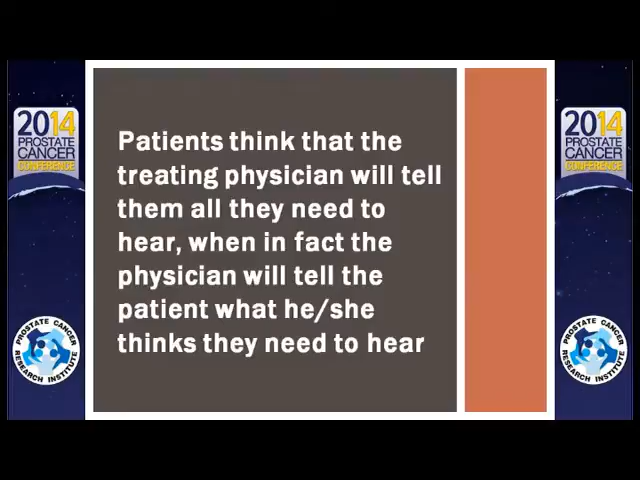 Patients think that the
treating physician will tell
them all they need to
hear, when in fact the
physician will tell the
patient what he/she
thinks they need to hear
2014
PROSTATE
CANCER
CONFERENCE
PROSTATE CANCER
RESEARCH INSTITUTE
2014
PROSTATE
CANCER
CONFERENCE
PROSTATE CANCER
RESEARCH INSTITUTE